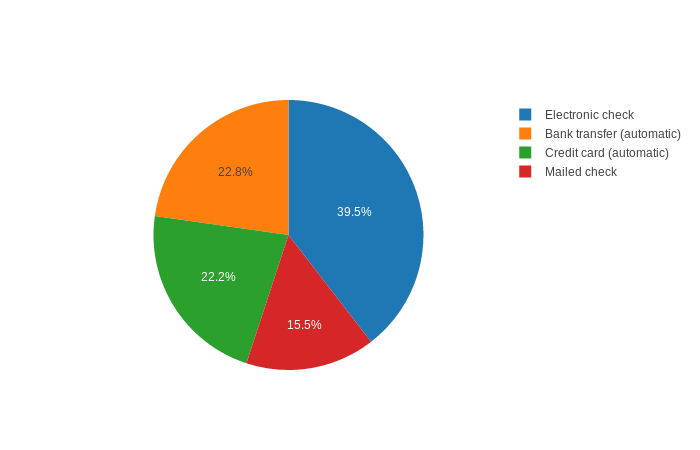 Electronic check
Bank transfer (automatic)
Credit card (automatic)
Mailed check
22.8%
39.5%
22.2%
15.5%